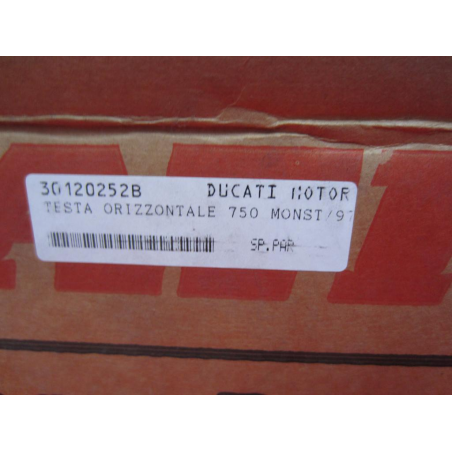 30120252B DUCATI MOTOR
TESTA ORIZZONTALE 750 MONST/97
SP.PAR